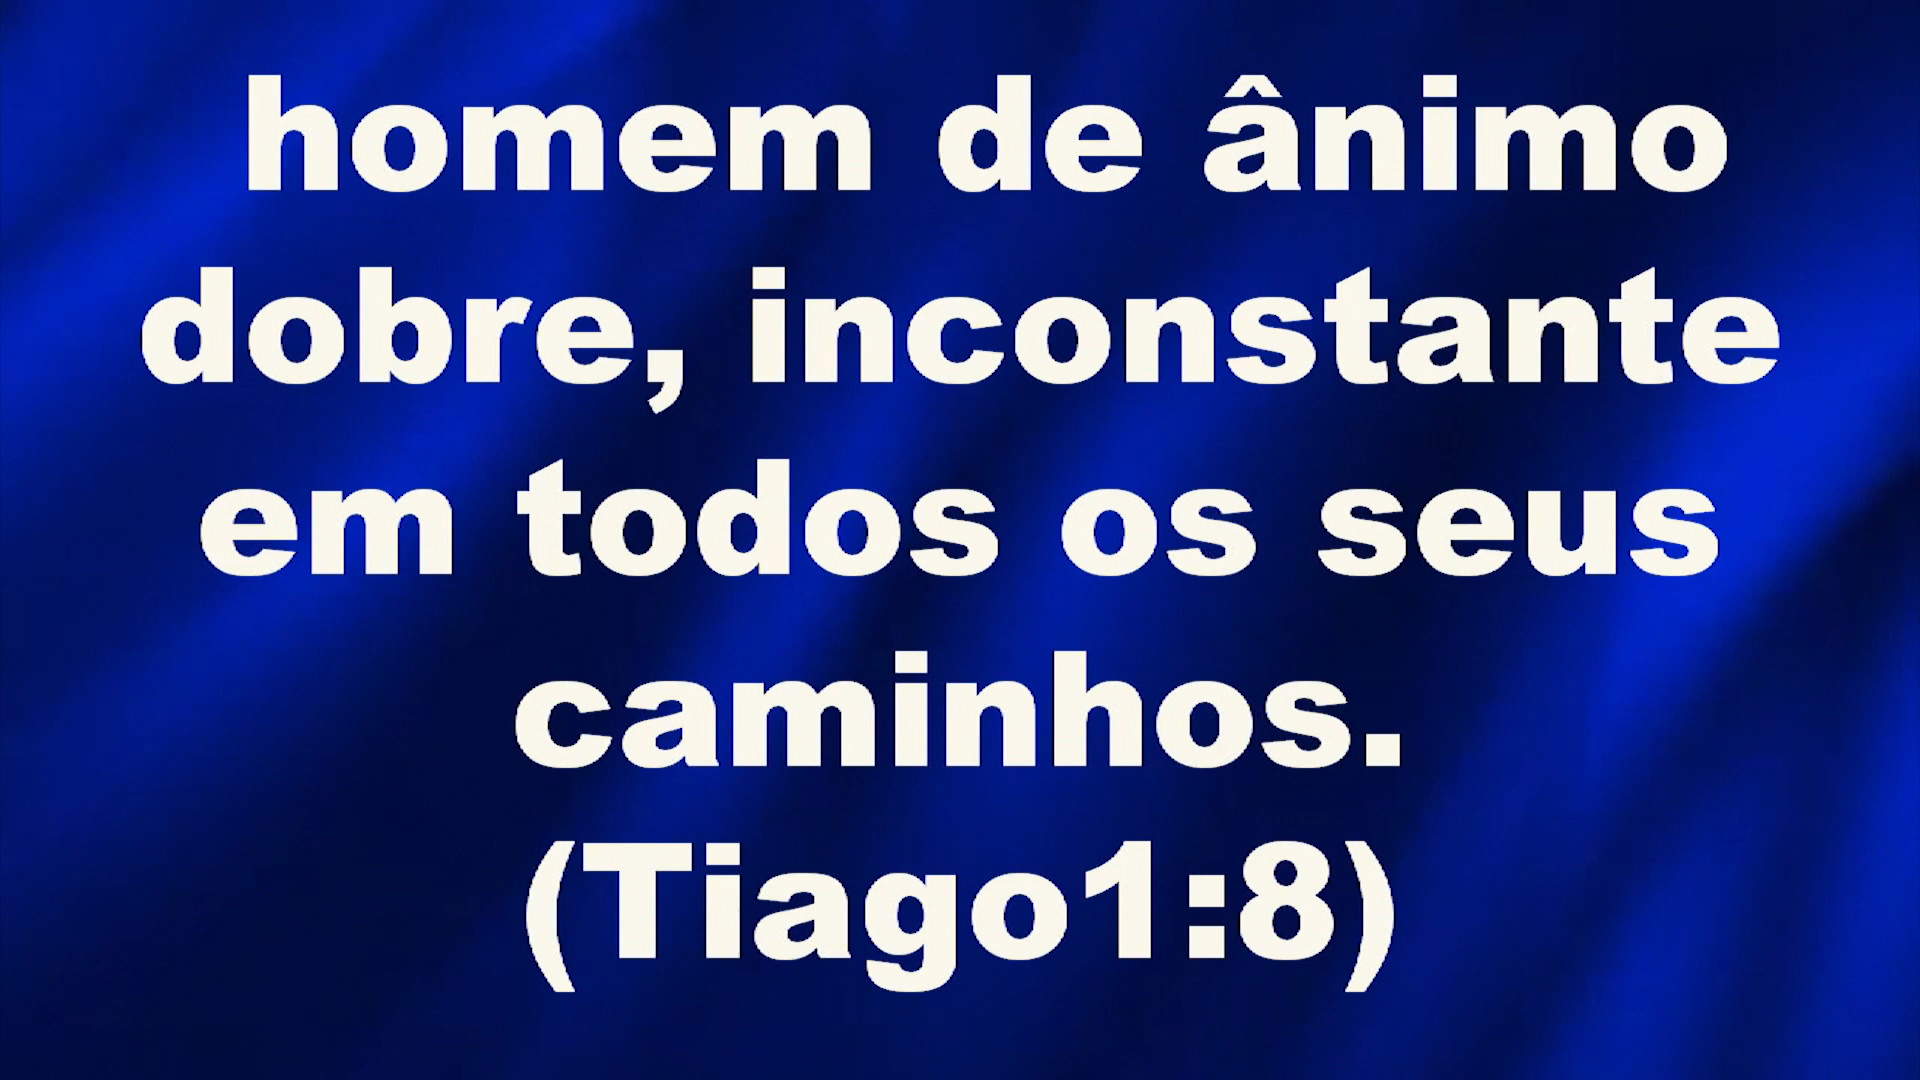 homem de ânimo
dobre, inconstante
em todos os seus
caminhos.
(Tiago1:8)